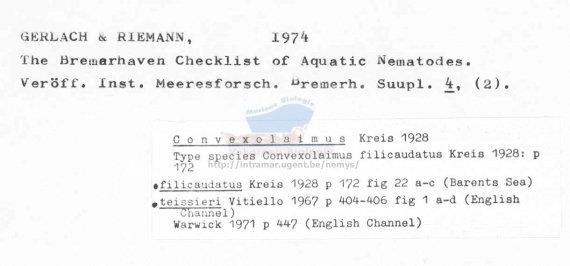 GERLACH & RIEMANN, 1974
The Bremerhaven Checklist of Aquatic Nematodes.
Veröff. Inst. Meeresforsch. Bremerh. Suupl. 4, (2).
Marine Biologie
Convexolaimus Kreis 1928
Type species Convexolaimus filicaudatus Kreis 1928: p
172
http://intramar.ugent.be/nemys/
filicaudatus Kreis 1928 p 172 fig 22 a-c (Barents Sea)
teissieri Vitiello 1967 p 404-406 fig 1 a-d (English
Channel)
Warwick 1971 p 447 (English Channel)